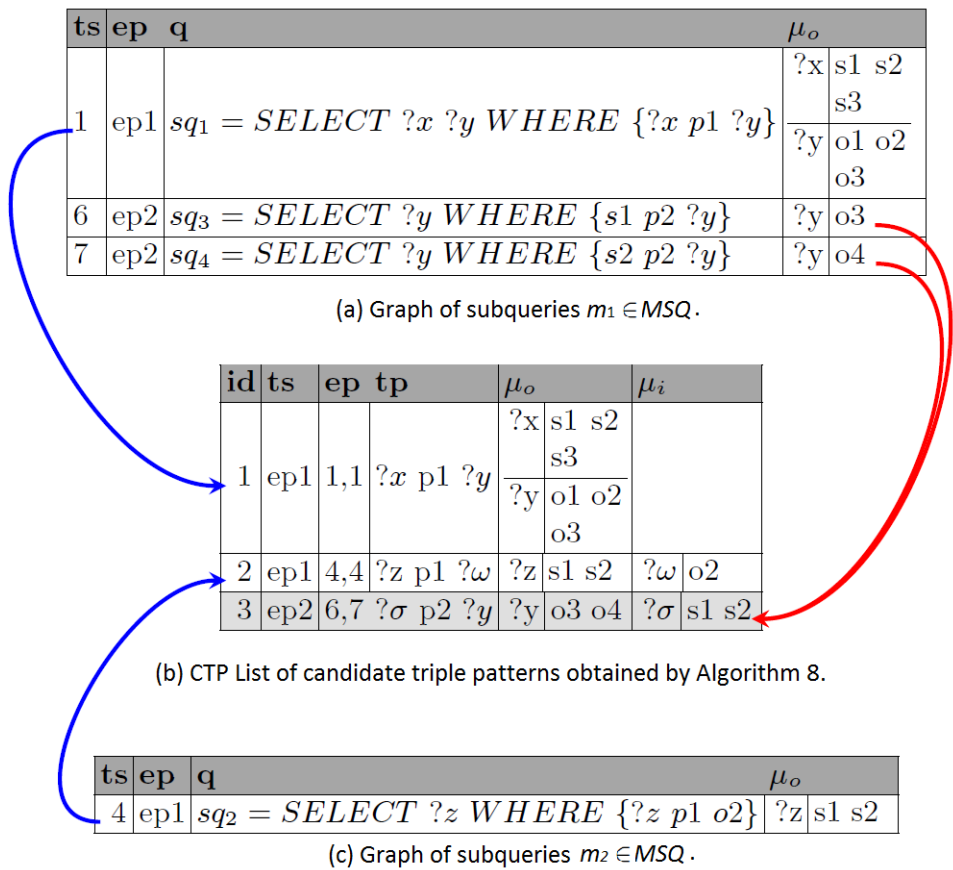 ts ep q μo
?x s1 s2
s3
1 ep1 sq1 = SELECT ?x ?y WHERE {?x p1 ?y}
?y o1 o2
o3
6 ep2 sq3 = SELECT ?y WHERE {s1 p2 ?y} ?y o3
7 ep2 sq4 = SELECT ?y WHERE {s2 p2 ?y} ?y o4
(a) Graph of subqueries m1 ∈ MSQ.
id ts ep tp μo μi
?x s1 s2
s3
1 ep1 1,1 ?x p1 ?y
?y o1 o2
o3
2 ep1 4,4 ?z p1 ?ω ?z s1 s2 ?ω o2
3 ep2 6,7 ?σ p2 ?y ?y o3 o4 ?σ s1 s2
(b) CTP List of candidate triple patterns obtained by Algorithm 8.
ts ep q μo
4 ep1 sq2 = SELECT ?z WHERE {?z p1 o2} ?z s1 s2
(c) Graph of subqueries m2 ∈ MSQ.